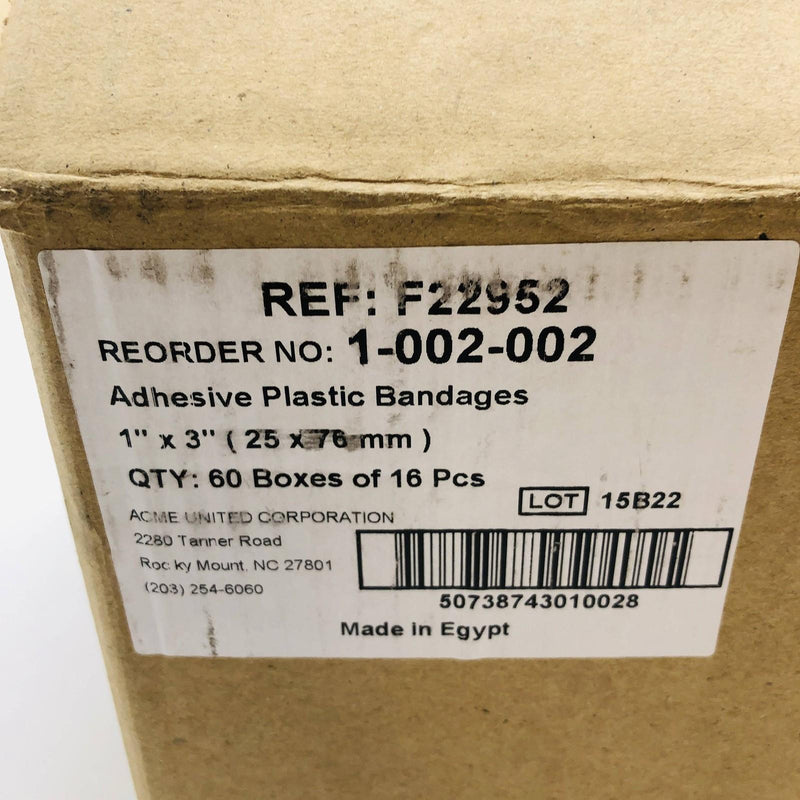 REF: F22952
REORDER NO: 1-002-002
Adhesive Plastic Bandages
1" x 3" ( 25 x 76 mm )
QTY: 60 Boxes of 16 Pcs
LOT 15B22
ACME UNITED CORPORATION
2280 Tanner Road
Rocky Mount, NC 27801
(203) 254-6060
50738743010028
Made in Egypt